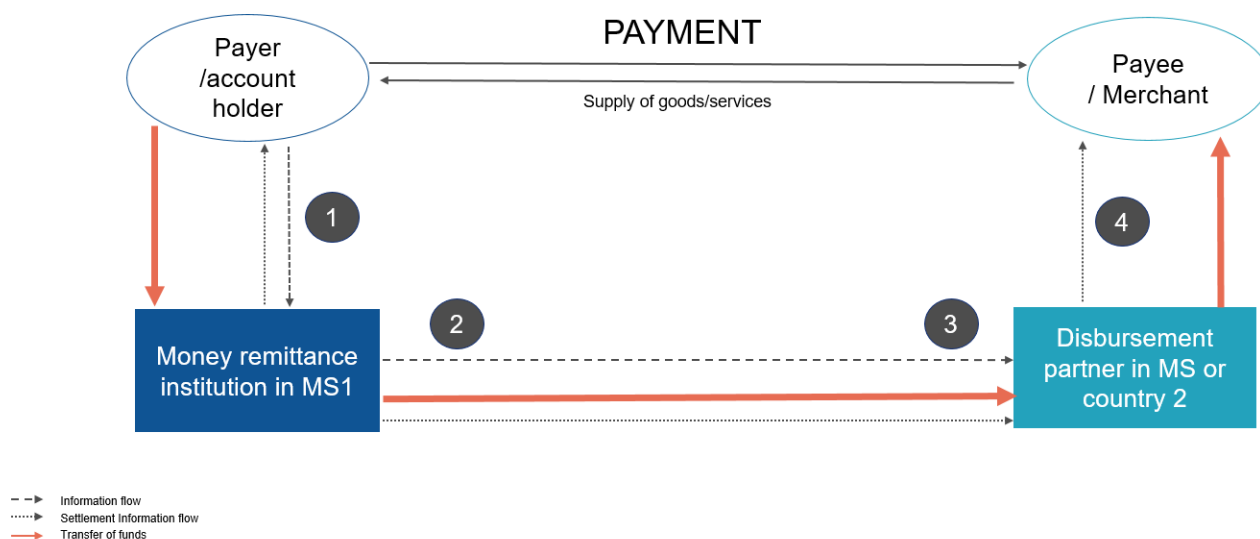 PAYMENT
Payer
/account
holder
Payee
/ Merchant
Supply of goods/services
1
4
2
3
Money remittance
institution in MS1
Disbursement
partner in MS or
country 2
Information flow
Settlement Information flow
Transfer of funds